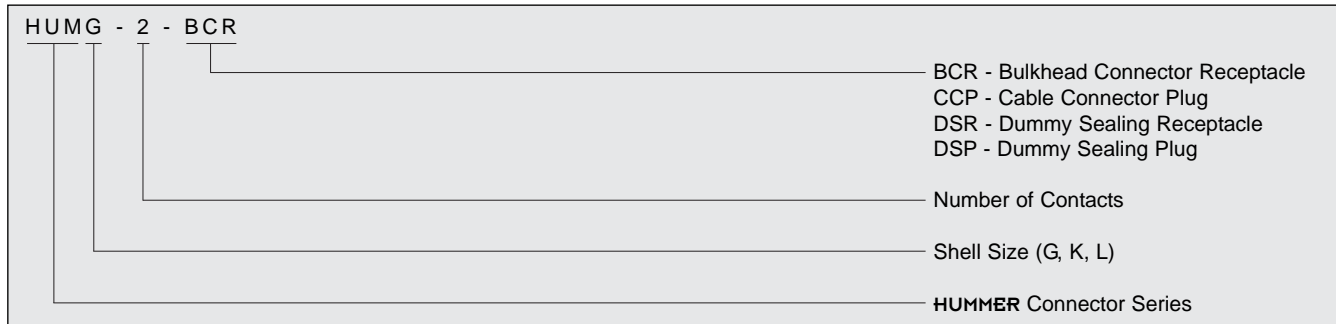 HUMG - 2 - BCR
BCR - Bulkhead Connector Receptacle
CCP - Cable Connector Plug
DSR - Dummy Sealing Receptacle
DSP - Dummy Sealing Plug
Number of Contacts
Shell Size (G, K, L)
HUMMER Connector Series